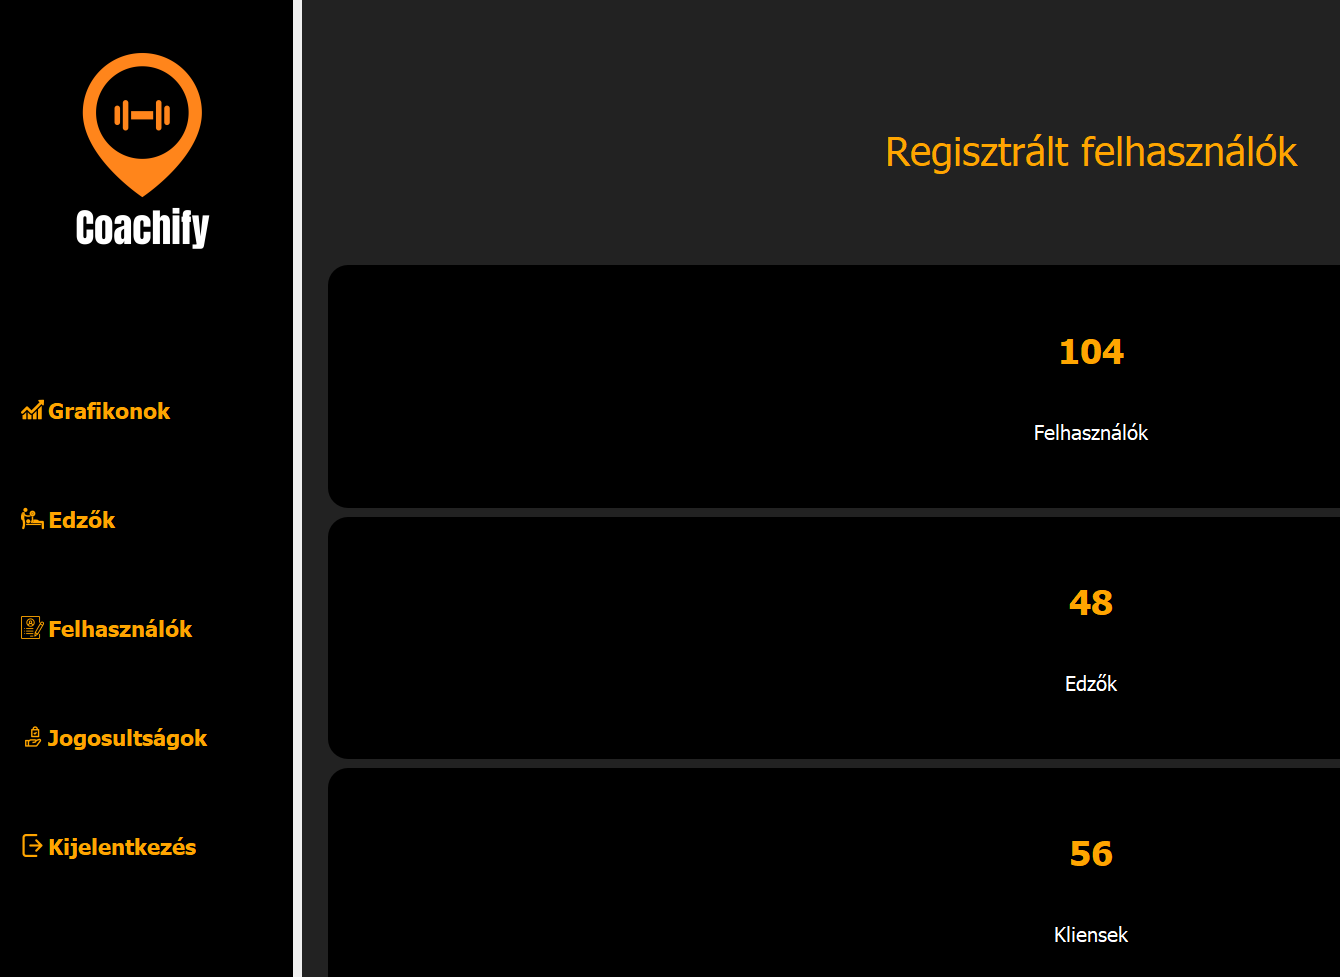 Coachify
Grafikonok
Edzők
Felhasználók
Jogosultságok
Kijelentkezés
Regisztrált felhasználók
104
Felhasználók
48
Edzők
56
Kliensek